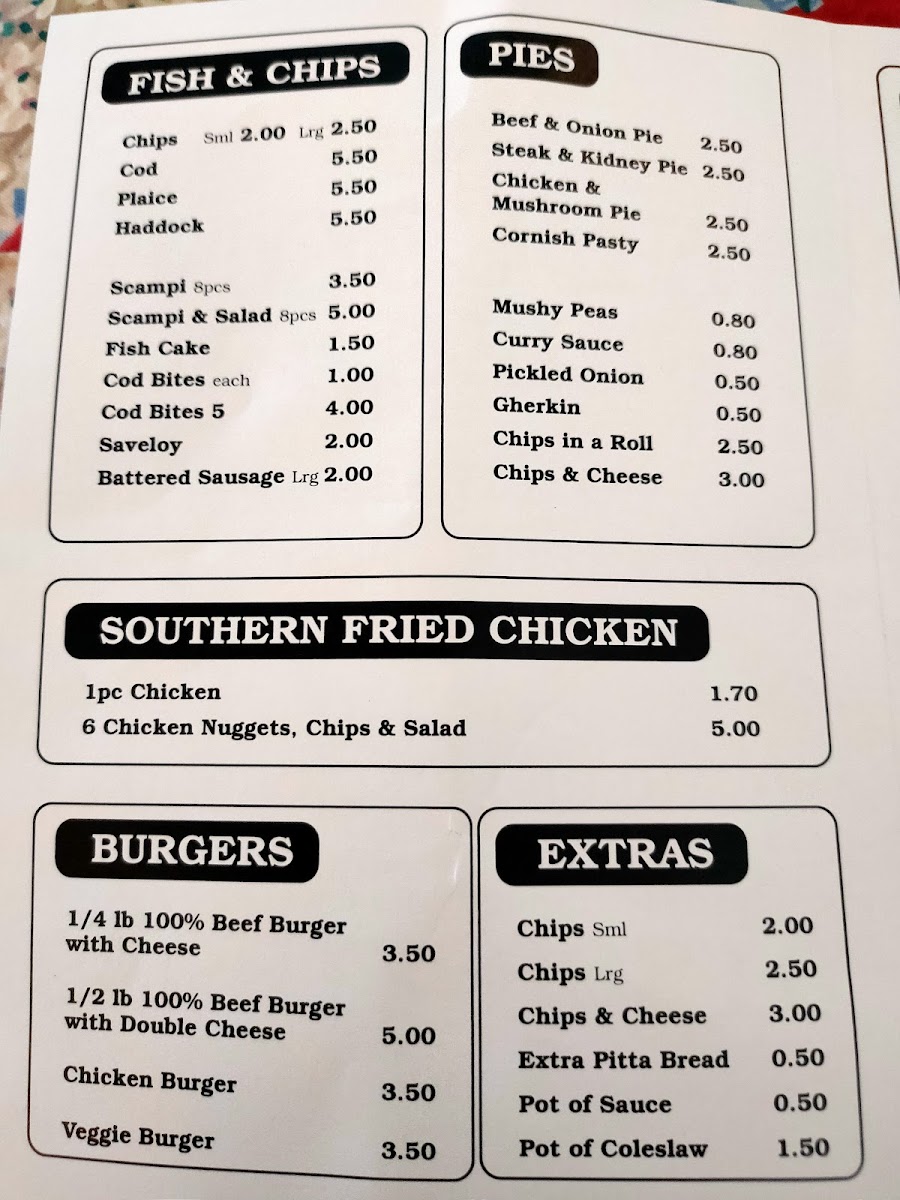 FISH & CHIPS
Chips Sml 2.00 Lrg 2.50
Cod 5.50
Plaice 5.50
Haddock 5.50
Scampi 8pcs 3.50
Scampi & Salad 8pcs 5.00
Fish Cake 1.50
Cod Bites each 1.00
Cod Bites 5 4.00
Saveloy 2.00
Battered Sausage Lrg 2.00
PIES
Beef & Onion Pie 2.50
Steak & Kidney Pie 2.50
Chicken &
Mushroom Pie 2.50
Cornish Pasty 2.50
Mushy Peas 0.80
Curry Sauce 0.80
Pickled Onion 0.50
Gherkin 0.50
Chips in a Roll 2.50
Chips & Cheese 3.00
SOUTHERN FRIED CHICKEN
1pc Chicken 1.70
6 Chicken Nuggets, Chips & Salad 5.00
BURGERS
1/4 lb 100% Beef Burger
with Cheese 3.50
1/2 lb 100% Beef Burger
with Double Cheese 5.00
Chicken Burger 3.50
Veggie Burger 3.50
EXTRAS
Chips Sml 2.00
Chips Lrg 2.50
Chips & Cheese 3.00
Extra Pitta Bread 0.50
Pot of Sauce 0.50
Pot of Coleslaw 1.50